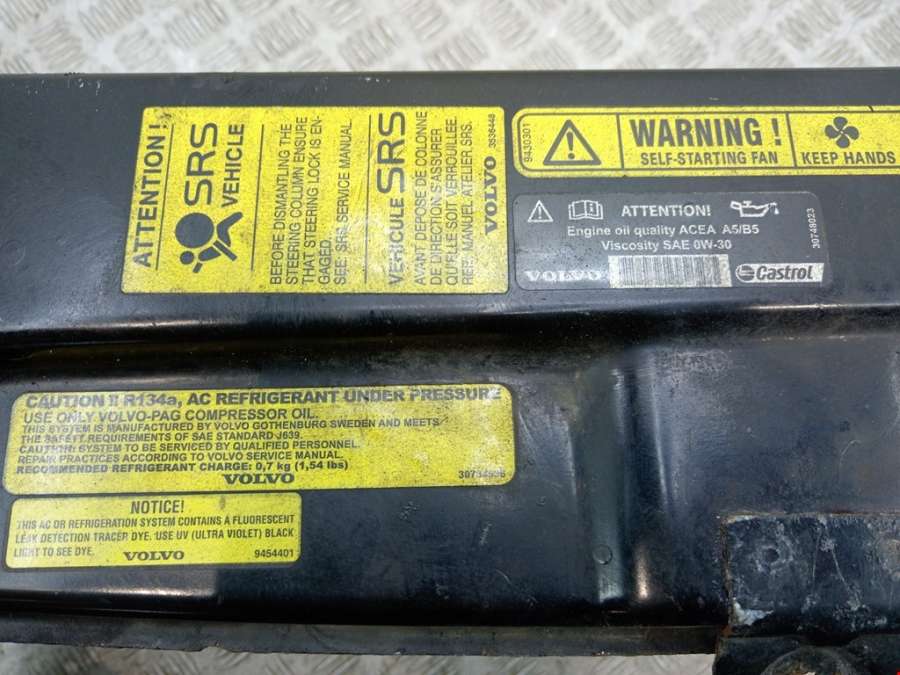 ATTENTION!
SRS
VEHICLE
BEFORE DISMANTLING THE
STEERING COLUMN ENSURE
THAT STEERING LOCK IS EN-
GAGED.
SEE: SRS SERVICE MANUAL
VEHICULE SRS
AVANT DEPOSE DE COLONNE
DE DIRECTION S'ASSURER
QU'ELLE SOIT VERROUILLEE.
REF. MANUEL ATELIER SRS.
VOLVO
3536448
9430301
WARNING !
SELF-STARTING FAN
KEEP HANDS
ATTENTION!
Engine oil quality ACEA A5/B5
Viscosity SAE 0W-30
VOLVO
Castrol
30749023
CAUTION !! R134a, AC REFRIGERANT UNDER PRESSURE
USE ONLY VOLVO-PAG COMPRESSOR OIL.
THIS SYSTEM IS MANUFACTURED BY VOLVO GOTHENBURG SWEDEN AND MEETS
THE SAFETY REQUIREMENTS OF SAE STANDARD J639.
CAUTION: SYSTEM TO BE SERVICED BY QUALIFIED PERSONNEL.
REPAIR PRACTICES ACCORDING TO VOLVO SERVICE MANUAL.
RECOMMENDED REFRIGERANT CHARGE: 0,7 kg (1,54 lbs)
VOLVO
NOTICE!
THIS AC OR REFRIGERATION SYSTEM CONTAINS A FLUORESCENT
LEAK DETECTION TRACER DYE. USE UV (ULTRA VIOLET) BLACK
LIGHT TO SEE DYE. VOLVO 9454401